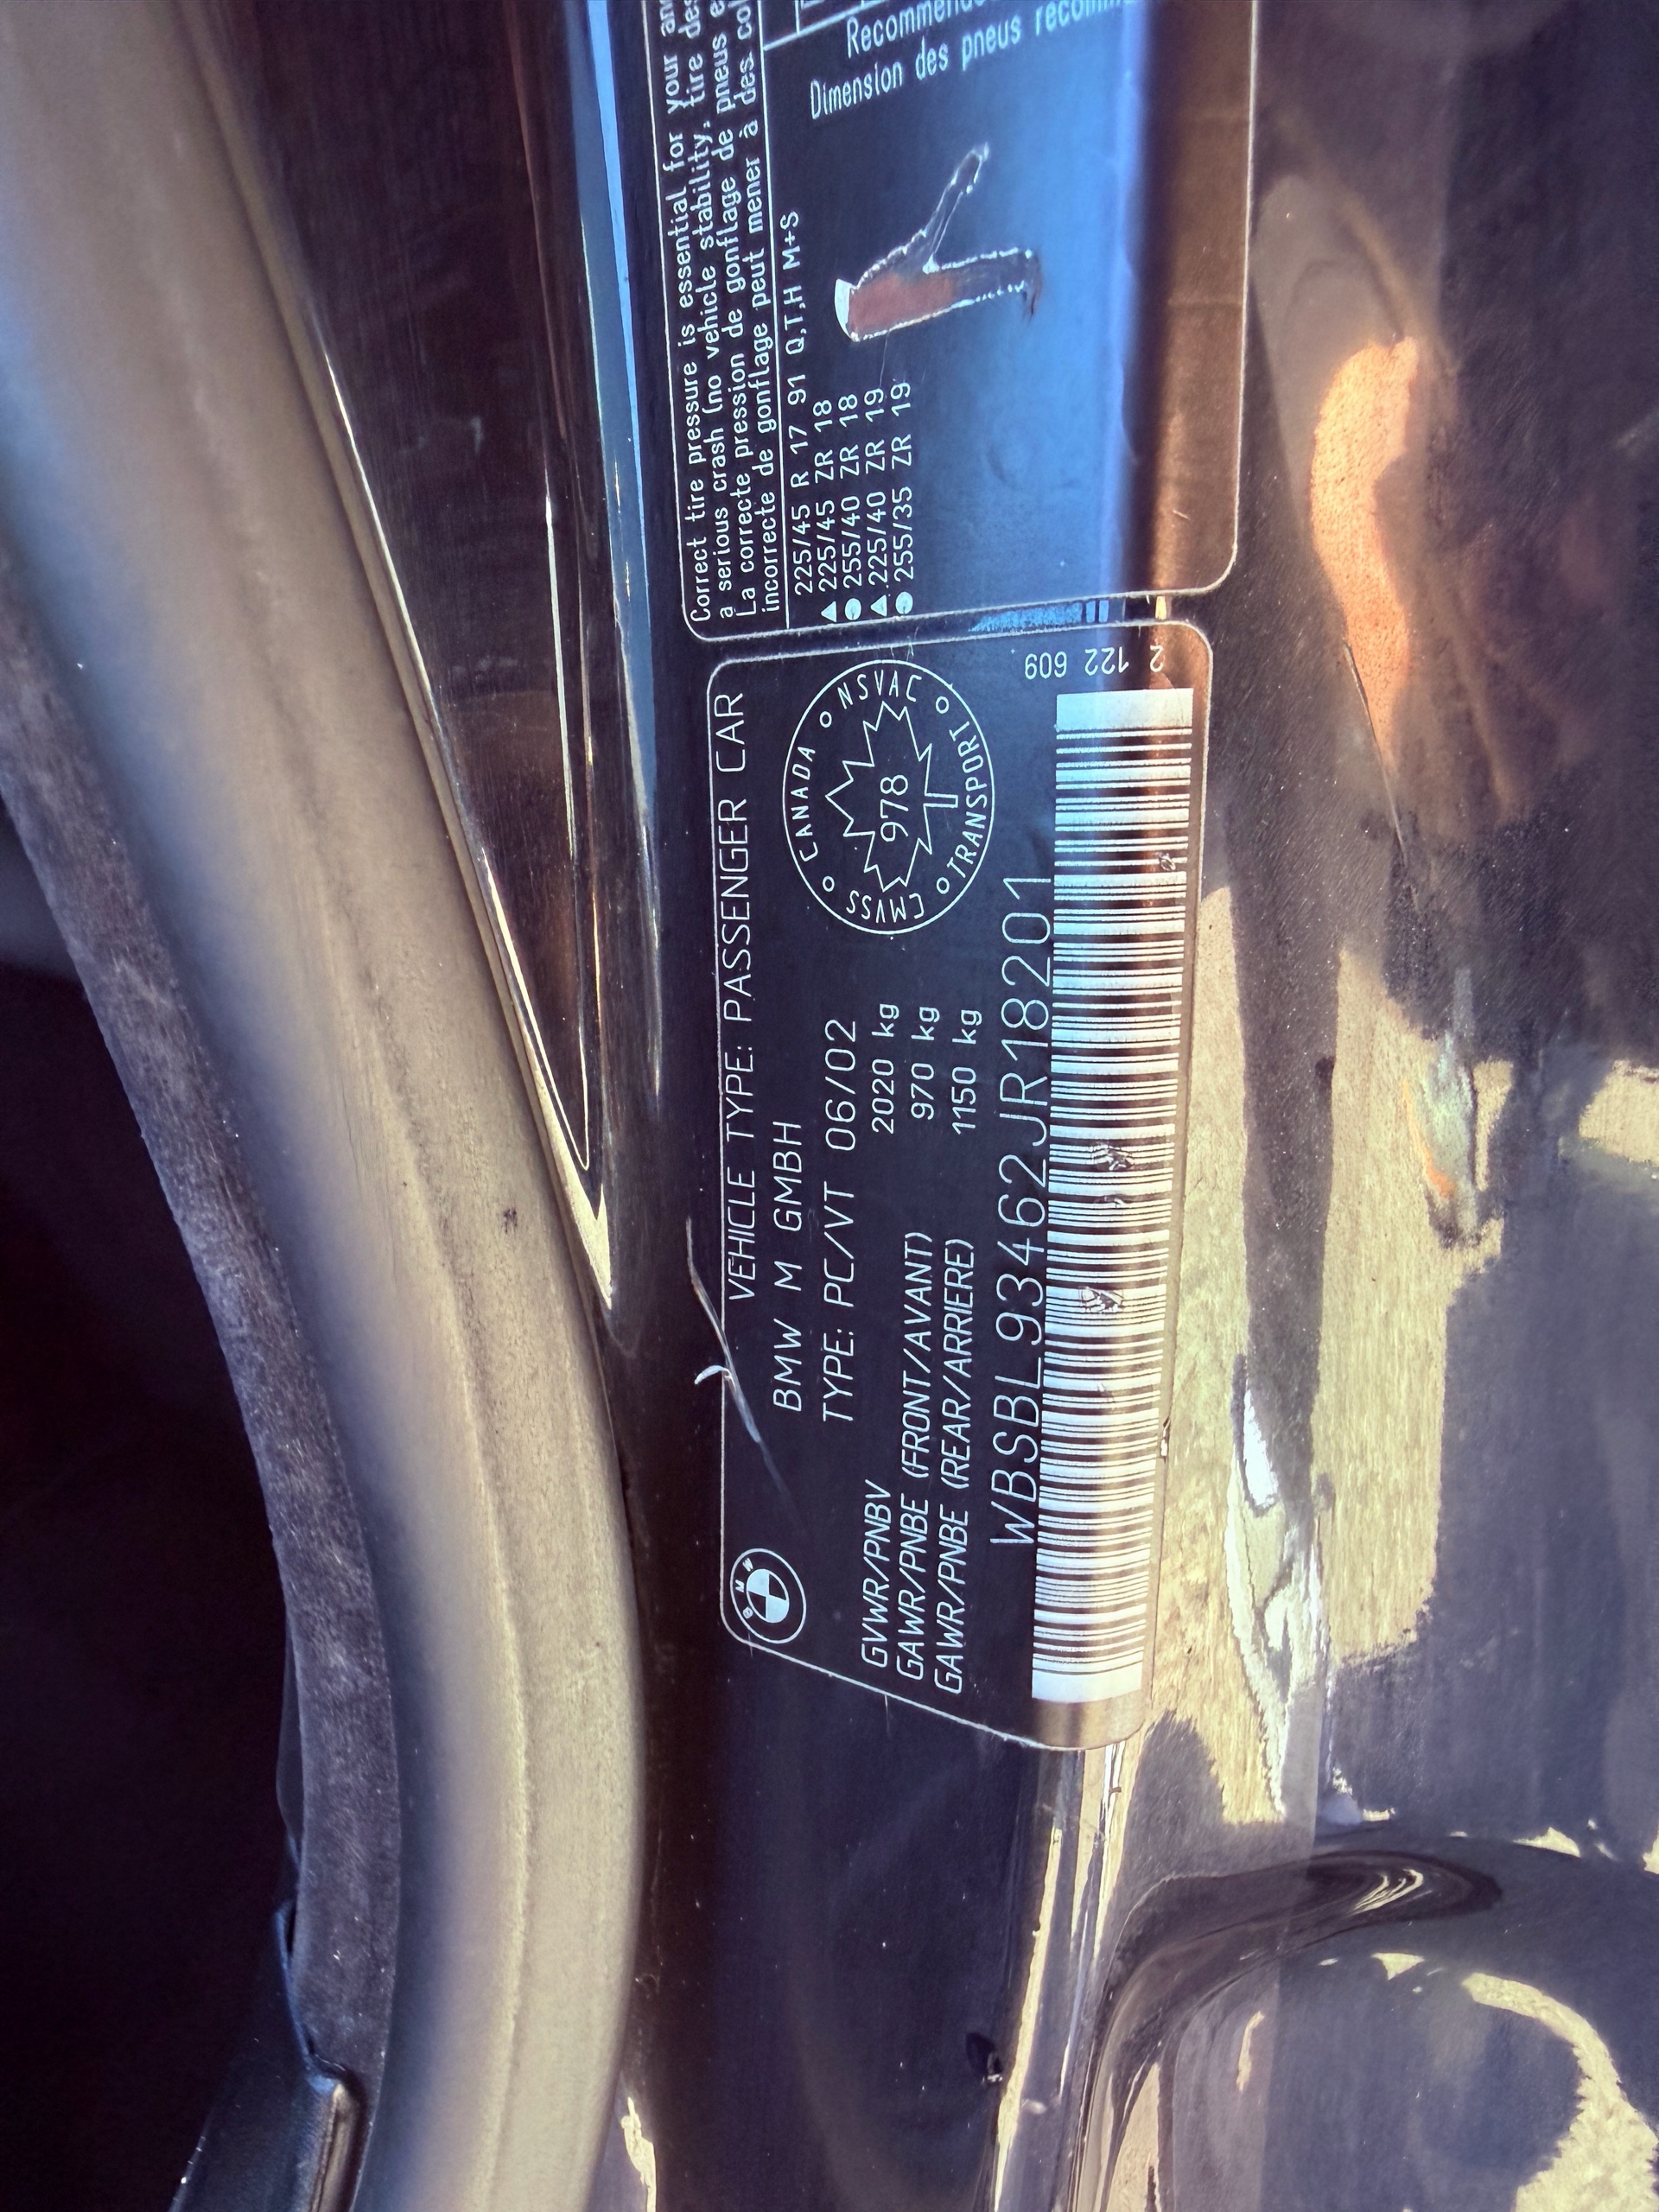 Correct tire pressure is essential for your
a serious crash (no vehicle stability, tire
La correcte pression de gonflage de pneus
incorrecte de gonflage peut mener à des
225/45 R 17 91 Q,T,H M+S
▲ 225/45 ZR 18
● 255/40 ZR 18
▲ 225/40 ZR 19
● 255/35 ZR 19
Dimension des pneus
VEHICLE TYPE: PASSENGER CAR
BMW
BMW M GMBH
TYPE: PC/VT 06/02
GVWR/PNBV 2020 kg
GAWR/PNBE (FRONT/AVANT) 970 kg
GAWR/PNBE (REAR/ARRIERE) 1150 kg
WBSBL93462JR18201
CANADA
NSVAC
TRANSPORT
CMVSS
978
2 122 609